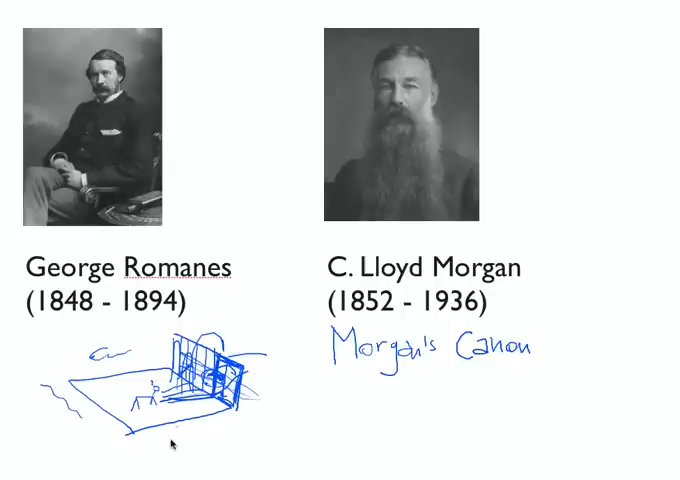 George Romanes
(1848 - 1894)
C. Lloyd Morgan
(1852 - 1936)
Morgan's Canon